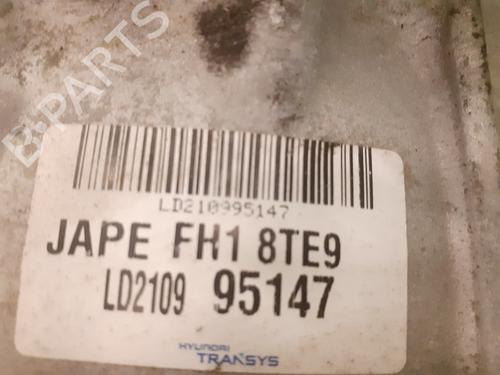 B-PARTS
LD210995147
JAPE FH1 8TE9
LD2109 95147
HYUNDAI
TRANSYS